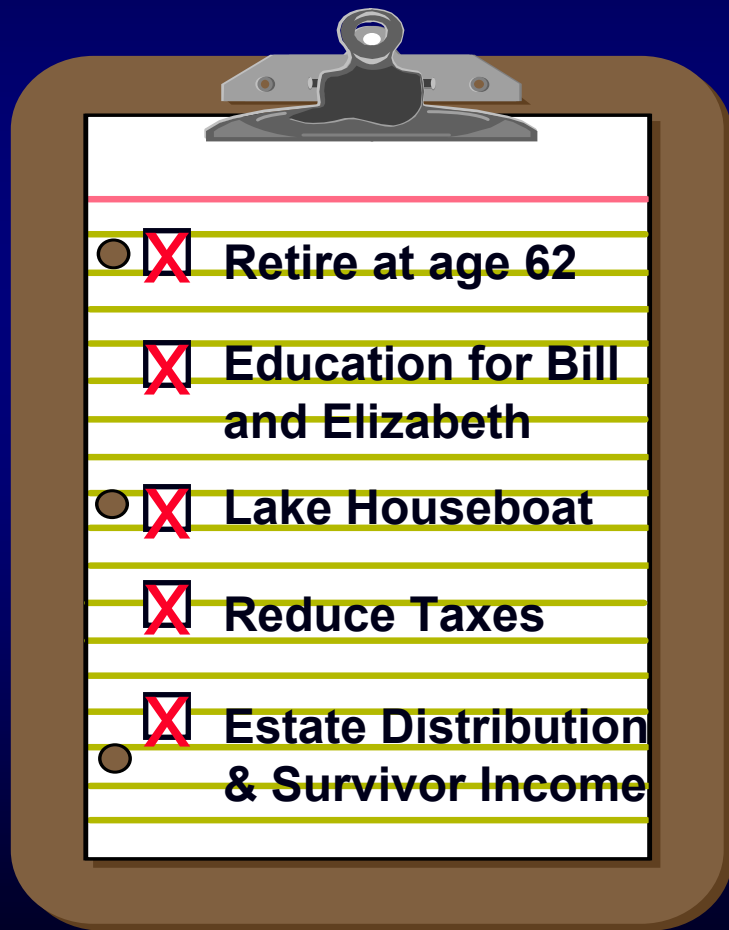 X Retire at age 62
X Education for Bill
and Elizabeth
X Lake Houseboat
X Reduce Taxes
X Estate Distribution
& Survivor Income